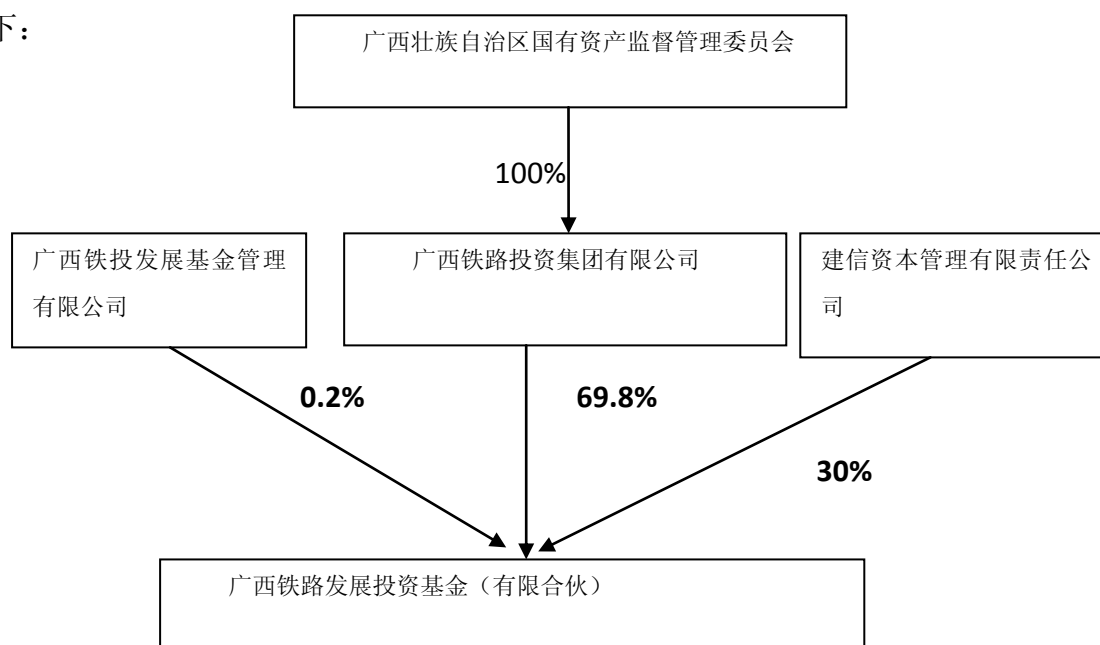 下：
广西壮族自治区国有资产监督管理委员会
100%
广西铁投发展基金管理
有限公司
广西铁路投资集团有限公司
建信资本管理有限责任公
司
0.2%
69.8%
30%
广西铁路发展投资基金（有限合伙）